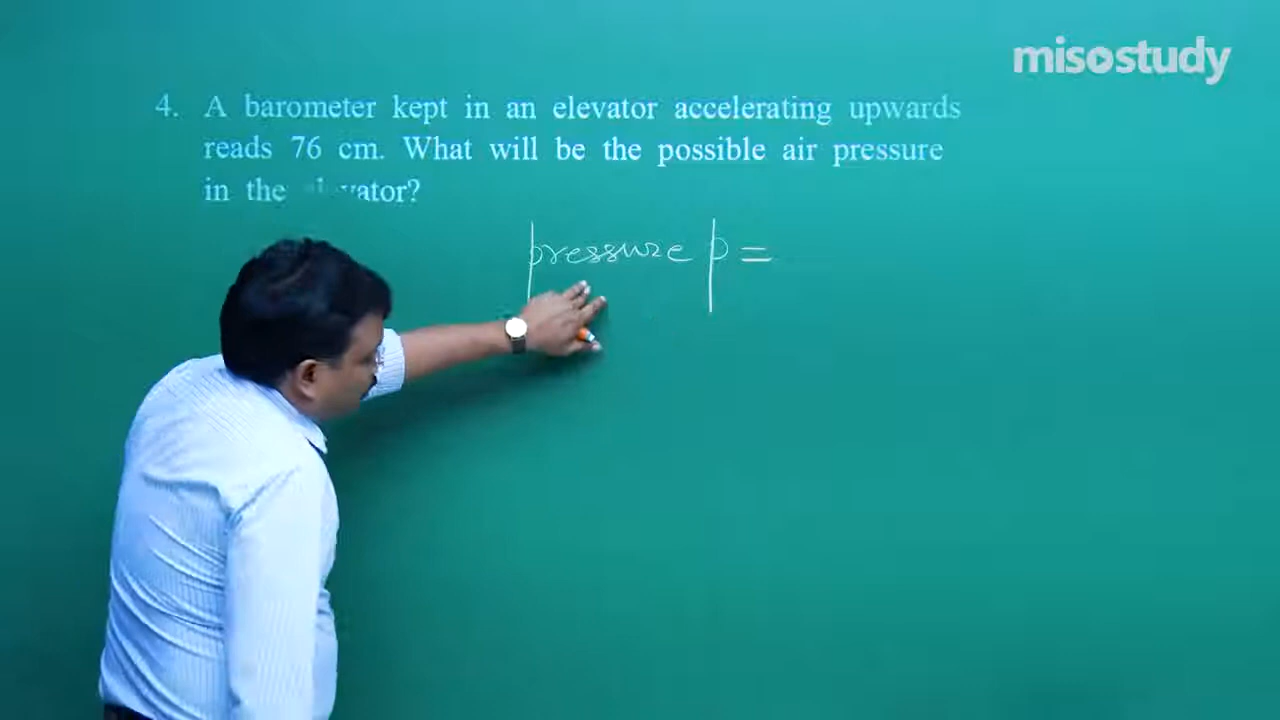 misostudy
4. A barometer kept in an elevator accelerating upwards
reads 76 cm. What will be the possible air pressure
in the
pressure p =